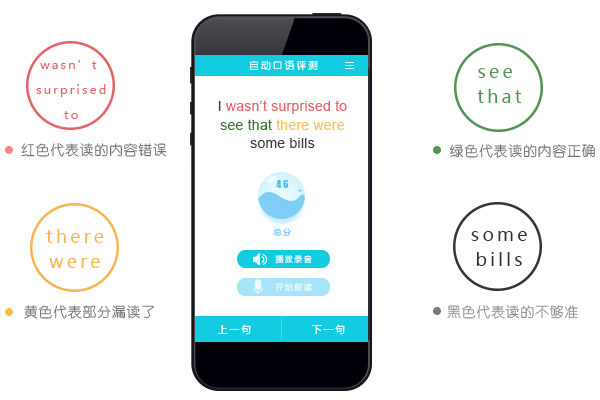 wasn't
surprised
to
红色代表读的内容错误
there
were
黄色代表部分漏读了
自动口语评测
I wasn't surprised to
see that there were
some bills
46
总分
播放录音
开始朗读
上一句
下一句
see
that
绿色代表读的内容正确
some
bills
黑色代表读的不够准